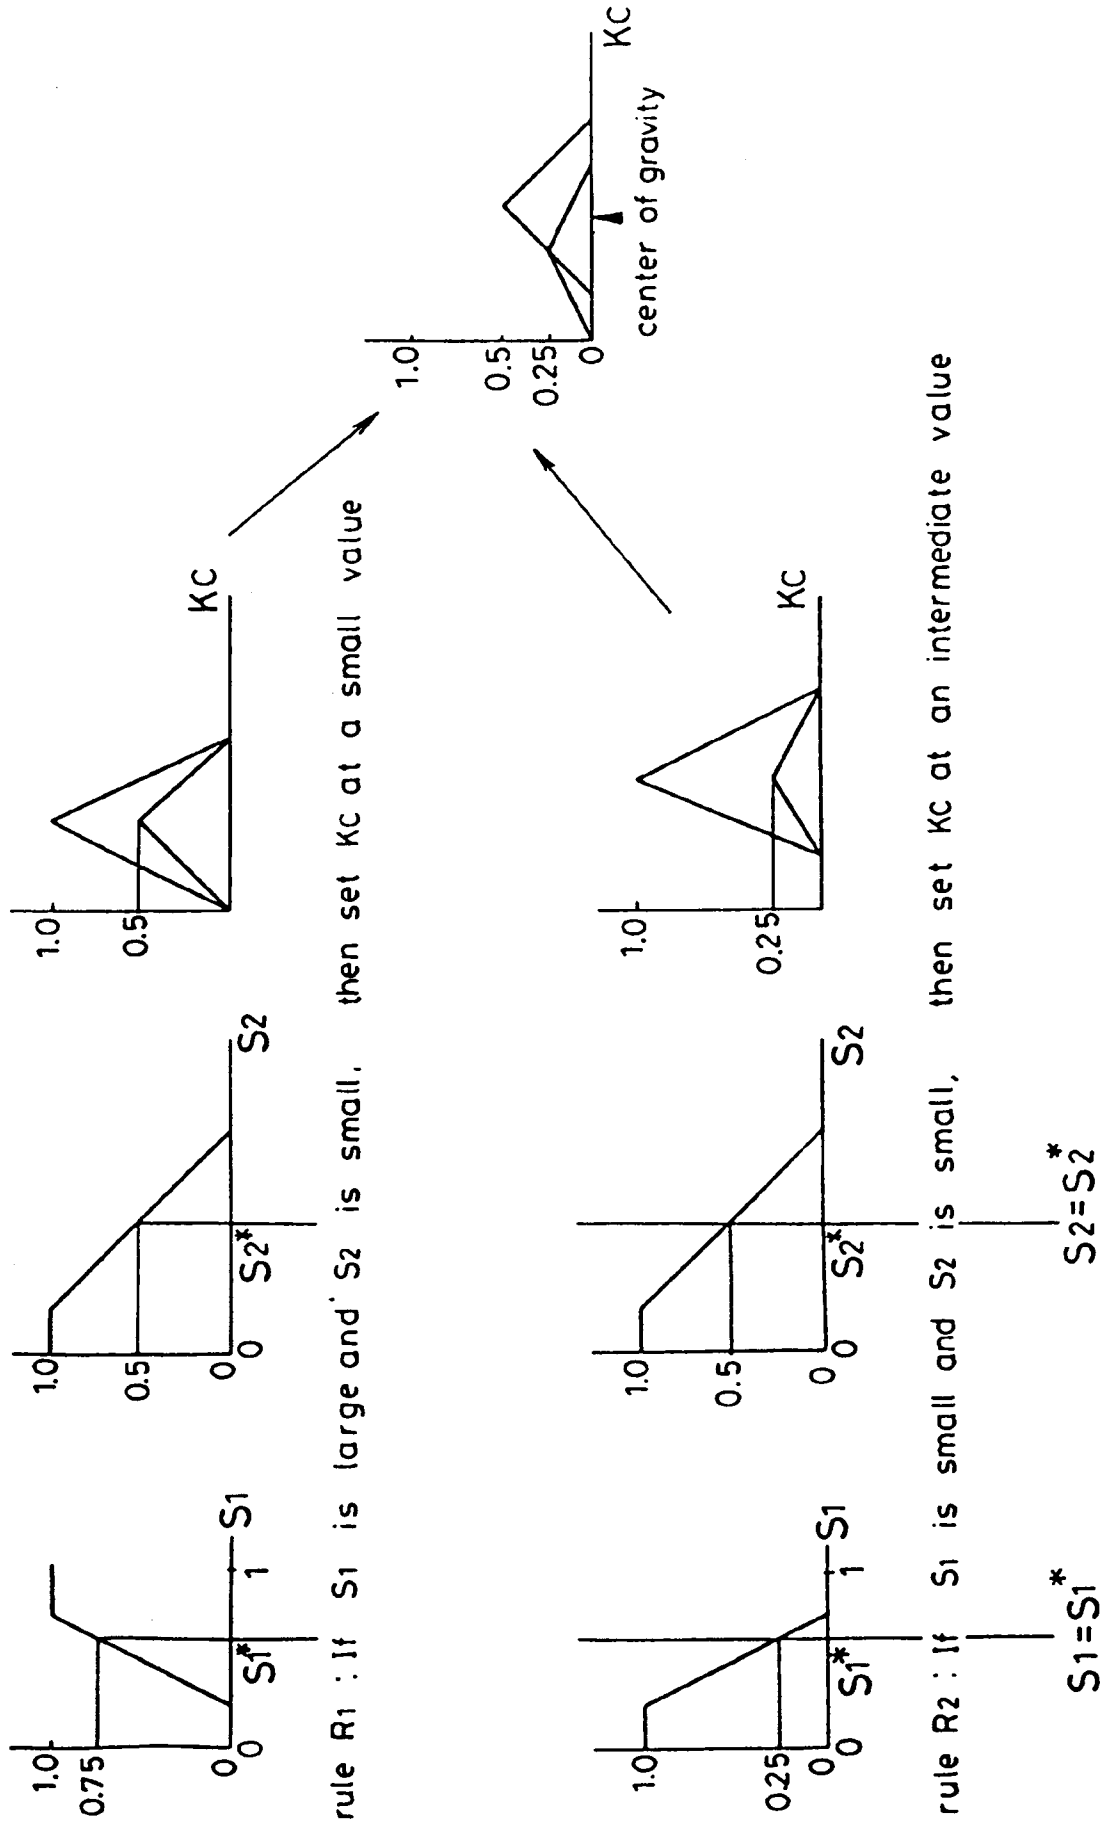 1.0
0.75
0
0
S1*
1
S1
1.0
0.5
0
0
S2*
S2
1.0
0.5
KC
rule R1 : If S1 is large and S2 is small, then set KC at a small value
1.0
0.5
0.25
0
KC
center of gravity
1.0
0.25
0
0
S1*
1
S1
1.0
0.5
0
0
S2*
S2
1.0
0.25
KC
rule R2 : If S1 is small and S2 is small, then set KC at an intermediate value
S1=S1*
S2=S2*